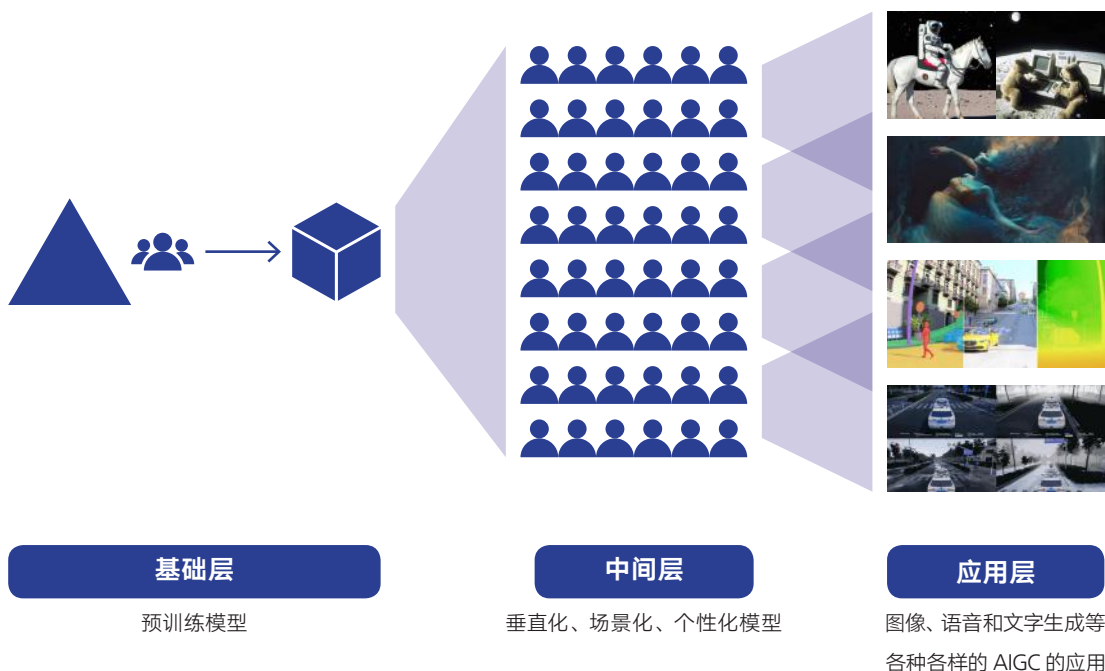 基础层
预训练模型
中间层
垂直化、场景化、个性化模型
应用层
图像、语音和文字生成等
各种各样的 AIGC 的应用